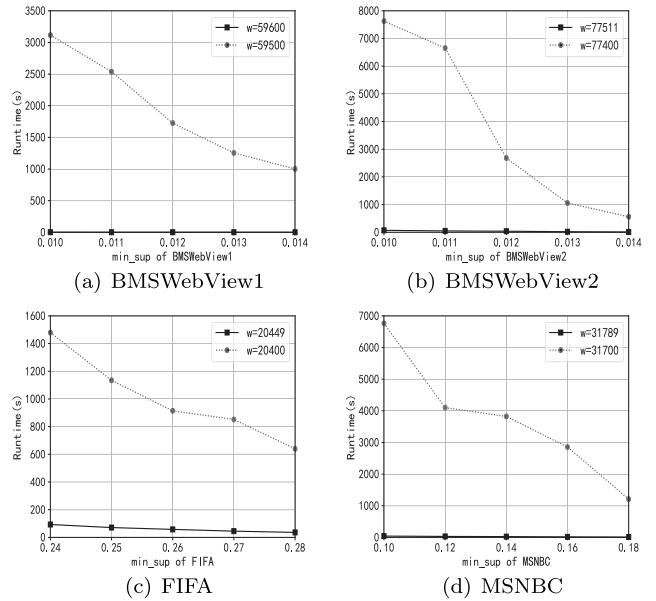 w=59600
w=59500
Runtime(s)
3500
3000
2500
2000
1500
1000
500
0
0.010 0.011 0.012 0.013 0.014
min_sup of BMSWebView1
(a) BMSWebView1
w=77511
w=77400
Runtime(s)
8000
7000
6000
5000
4000
3000
2000
1000
0
0.010 0.011 0.012 0.013 0.014
min_sup of BMSWebView2
(b) BMSWebView2
w=20449
w=20400
Runtime(s)
1600
1400
1200
1000
800
600
400
200
0
0.24 0.25 0.26 0.27 0.28
min_sup of FIFA
(c) FIFA
w=31789
w=31700
Runtime(s)
7000
6000
5000
4000
3000
2000
1000
0
0.10 0.12 0.14 0.16 0.18
min_sup of MSNBC
(d) MSNBC